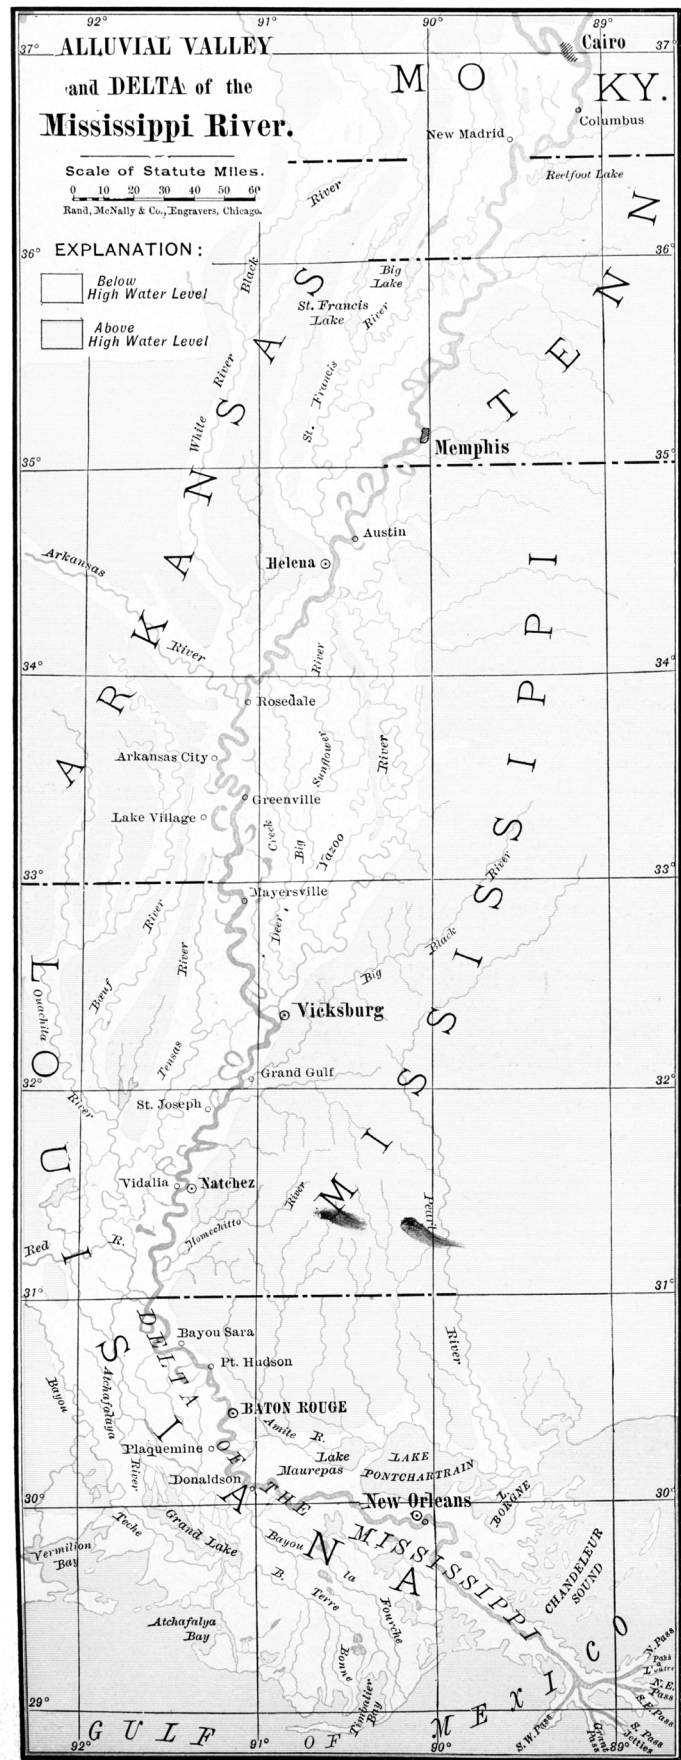 92° 91° 90° 89°
ALLUVIAL VALLEY
and DELTA of the
Mississippi River.
Scale of Statute Miles.
0 10 20 30 40 50 60
Rand, McNally & Co., Engravers, Chicago.
EXPLANATION:
Below
High Water Level
Above
High Water Level
37° 37°
Cairo
MO
KY.
Columbus
New Madrid
Reelfoot Lake
River
TENN
36° 36°
Black
Big
Lake
St. Francis
Lake
River
ARKANSAS
River
White
St. Francis
Memphis
35° 35°
Austin
Helena
Arkansas
River
MISSISSIPPI
River
34° 34°
Rosedale
Arkansas City
Sunflower
River
Greenville
Lake Village
Creek
Big
Yazoo
River
33° 33°
Mayersville
River
River
Deer
Black
Big
LOUISIANA
Ouachita
Bœuf
Vicksburg
Tensas
Grand Gulf
32° 32°
River
St. Joseph
Vidalia
Natchez
River
Pearl
Homochitto
Red
R.
31° 31°
DELTA OF THE MISSISSIPPI
Bayou Sara
River
Pt. Hudson
Bayou
Atchafalaya
River
BATON ROUGE
Amite R.
Plaquemine
Lake
Maurepas
LAKE
PONTCHARTRAIN
Donaldson
L.
BORGNE
30° 30°
New Orleans
Teche
Grand Lake
Vermilion
Bay
Bayou
la
Fourche
B.
Terre
Bonne
CHANDELEUR
SOUND
Atchafalya
Bay
Timbalier
Bay
N. Pass
Pass
L'a
outre
N. E.
Pass
S. E. Pass
S. Pass
Jetties
Grand
Pass
S. W. Pass
29°
GULF OF MEXICO
92° 91° 90° 89°